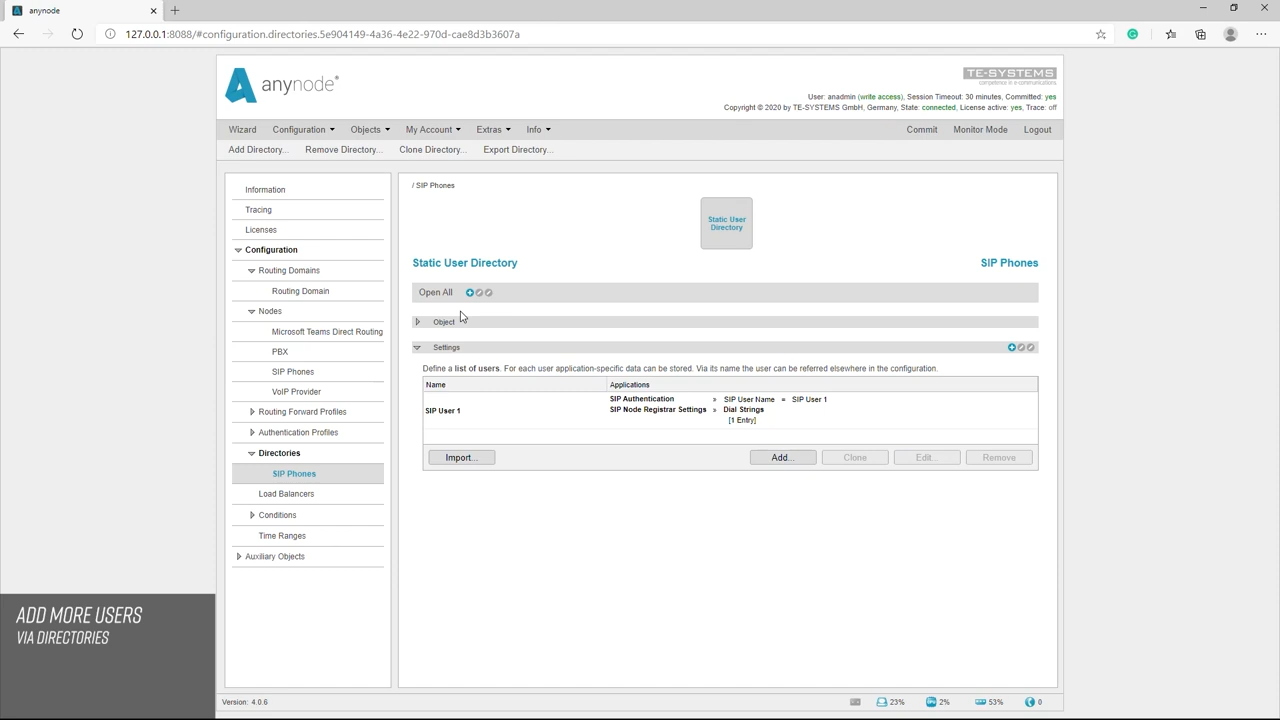 anynode
127.0.0.1:8088/#configuration.directories.5e904149-4a36-4e22-970d-cae8d3b3607a
anynode®
TE-SYSTEMS
competence in e-communications.
User: anadmin (write access), Session Timeout: 30 minutes, Committed: yes
Copyright © 2020 by TE-SYSTEMS GmbH, Germany, State: connected, License active: yes, Trace: off
Wizard Configuration Objects My Account Extras Info Commit Monitor Mode Logout
Add Directory... Remove Directory... Clone Directory... Export Directory...
Information
Tracing
Licenses
Configuration
Routing Domains
Routing Domain
Nodes
Microsoft Teams Direct Routing
PBX
SIP Phones
VoIP Provider
Routing Forward Profiles
Authentication Profiles
Directories
SIP Phones
Load Balancers
Conditions
Time Ranges
Auxiliary Objects
/ SIP Phones
Static User
Directory
Static User Directory SIP Phones
Open All
Object
Settings
Define a list of users. For each user application-specific data can be stored. Via its name the user can be referred elsewhere in the configuration.
Name Applications
SIP User 1
SIP Authentication » SIP User Name = SIP User 1
SIP Node Registrar Settings » Dial Strings
[1 Entry]
Import... Add... Clone Edit... Remove
ADD MORE USERS
VIA DIRECTORIES
Version: 4.0.6 23% 2% 53% 0